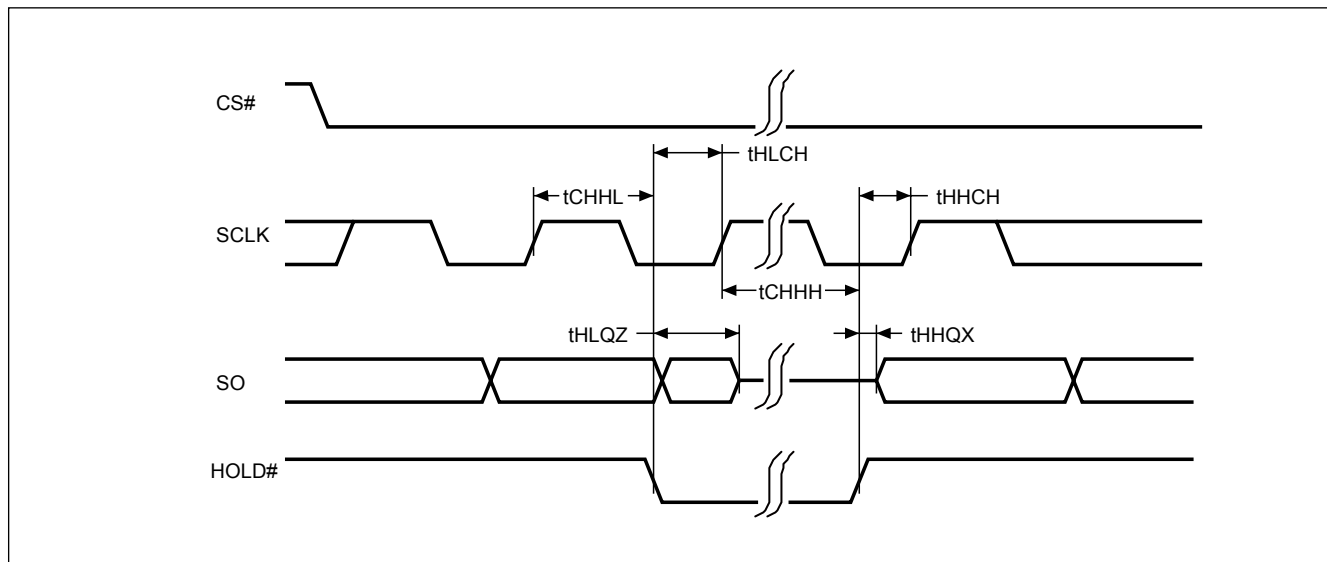 CS#
tHLCH
tCHHL
tHHCH
SCLK
tCHHH
tHLQZ
tHHQX
SO
HOLD#